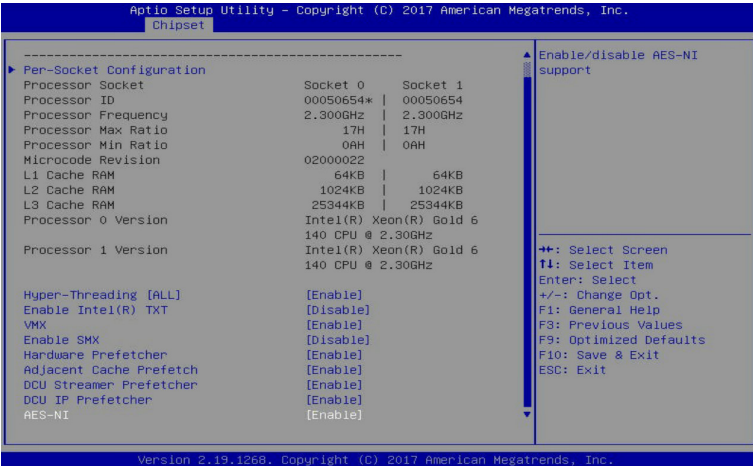 Aptio Setup Utility – Copyright (C) 2017 American Megatrends, Inc.
Chipset
--------------------------------------------------
Per-Socket Configuration
Processor Socket Socket 0 Socket 1
Processor ID 00050654* | 00050654
Processor Frequency 2.300GHz | 2.300GHz
Processor Max Ratio 17H | 17H
Processor Min Ratio 0AH | 0AH
Microcode Revision 02000022
L1 Cache RAM 64KB | 64KB
L2 Cache RAM 1024KB | 1024KB
L3 Cache RAM 25344KB | 25344KB
Processor 0 Version Intel(R) Xeon(R) Gold 6
140 CPU @ 2.30GHz
Processor 1 Version Intel(R) Xeon(R) Gold 6
140 CPU @ 2.30GHz
Hyper-Threading [ALL] [Enable]
Enable Intel(R) TXT [Disable]
VMX [Enable]
Enable SMX [Disable]
Hardware Prefetcher [Enable]
Adjacent Cache Prefetch [Enable]
DCU Streamer Prefetcher [Enable]
DCU IP Prefetcher [Enable]
AES-NI [Enable]
Enable/disable AES-NI
support
→←: Select Screen
↑↓: Select Item
Enter: Select
+/-: Change Opt.
F1: General Help
F3: Previous Values
F9: Optimized Defaults
F10: Save & Exit
ESC: Exit
Version 2.19.1268. Copyright (C) 2017 American Megatrends, Inc.